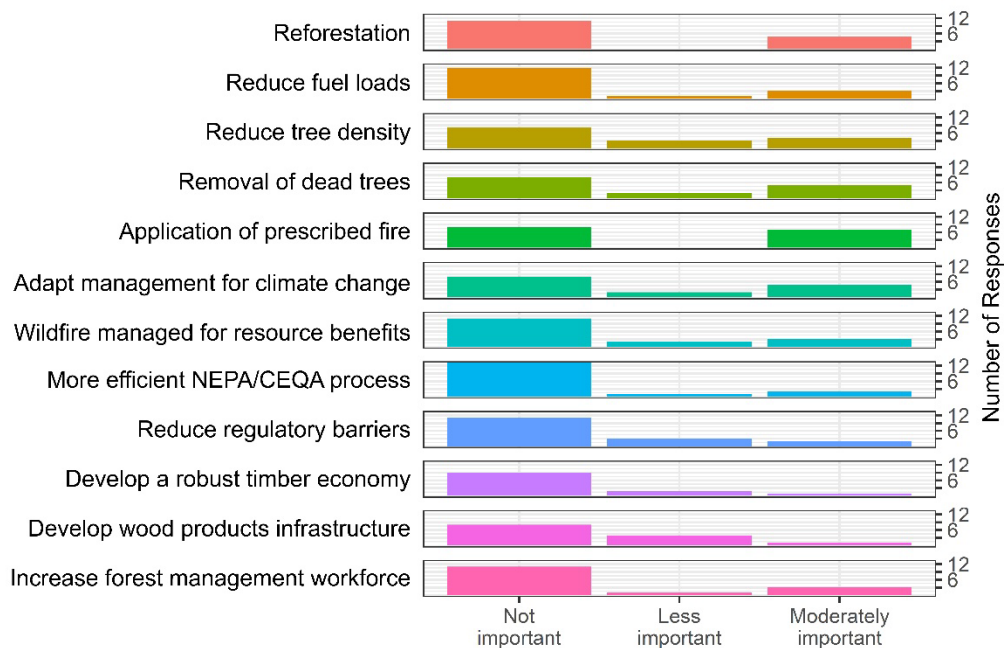 Reforestation
12
6
Reduce fuel loads
12
6
Reduce tree density
12
6
Removal of dead trees
12
6
Application of prescribed fire
12
6
Adapt management for climate change
12
6
Wildfire managed for resource benefits
12
6
More efficient NEPA/CEQA process
12
6
Reduce regulatory barriers
12
6
Develop a robust timber economy
12
6
Develop wood products infrastructure
12
6
Increase forest management workforce
12
6
Number of Responses
Not
important
Less
important
Moderately
important